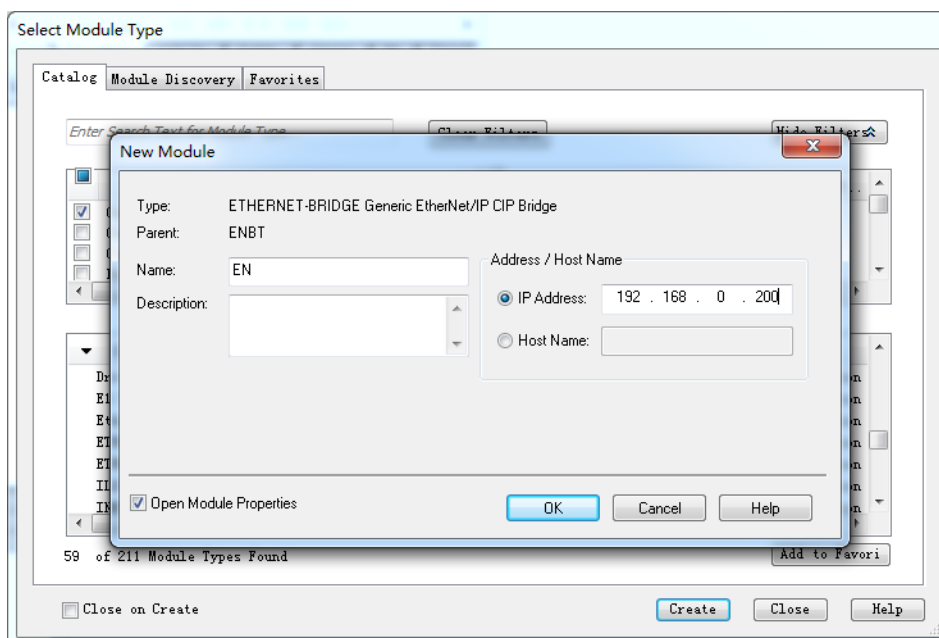 Select Module Type
Catalog Module Discovery Favorites
Enter Search Text for Module Type
Clear Filters
Hide Filters
New Module
Type: ETHERNET-BRIDGE Generic EtherNet/IP CIP Bridge
Parent: ENBT
Name: EN
Description:
Address / Host Name
IP Address: 192 . 168 . 0 . 200
Host Name:
Open Module Properties
OK Cancel Help
59 of 211 Module Types Found
Add to Favori
Close on Create
Create Close Help